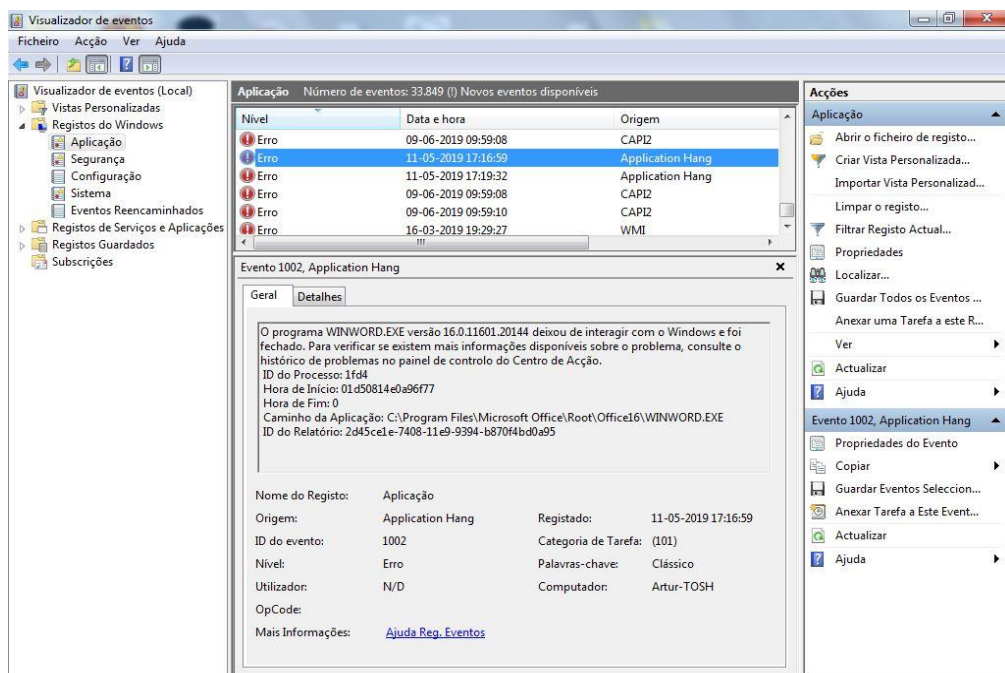 Visualizador de eventos
Ficheiro Acção Ver Ajuda
Visualizador de eventos (Local)
Vistas Personalizadas
Registos do Windows
Aplicação
Segurança
Configuração
Sistema
Eventos Reencaminhados
Registos de Serviços e Aplicações
Registos Guardados
Subscrições
Aplicação Número de eventos: 33.849 (!) Novos eventos disponíveis
Nível Data e hora Origem
Erro 09-06-2019 09:59:08 CAPI2
Erro 11-05-2019 17:16:59 Application Hang
Erro 11-05-2019 17:19:32 Application Hang
Erro 09-06-2019 09:59:08 CAPI2
Erro 09-06-2019 09:59:10 CAPI2
Erro 16-03-2019 19:29:27 WMI
Evento 1002, Application Hang
Geral Detalhes
O programa WINWORD.EXE versão 16.0.11601.20144 deixou de interagir com o Windows e foi
fechado. Para verificar se existem mais informações disponíveis sobre o problema, consulte o
histórico de problemas no painel de controlo do Centro de Acção.
ID do Processo: 1fd4
Hora de Início: 01d50814e0a96f77
Hora de Fim: 0
Caminho da Aplicação: C:\Program Files\Microsoft Office\Root\Office16\WINWORD.EXE
ID do Relatório: 2d45ce1e-7408-11e9-9394-b870f4bd0a95
Nome do Registo: Aplicação
Origem: Application Hang Registado: 11-05-2019 17:16:59
ID do evento: 1002 Categoria de Tarefa: (101)
Nível: Erro Palavras-chave: Clássico
Utilizador: N/D Computador: Artur-TOSH
OpCode:
Mais Informações: Ajuda Reg. Eventos
Acções
Aplicação
Abrir o ficheiro de registo...
Criar Vista Personalizada...
Importar Vista Personalizad...
Limpar o registo...
Filtrar Registo Actual...
Propriedades
Localizar...
Guardar Todos os Eventos ...
Anexar uma Tarefa a este R...
Ver
Actualizar
Ajuda
Evento 1002, Application Hang
Propriedades do Evento
Copiar
Guardar Eventos Seleccion...
Anexar Tarefa a Este Event...
Actualizar
Ajuda